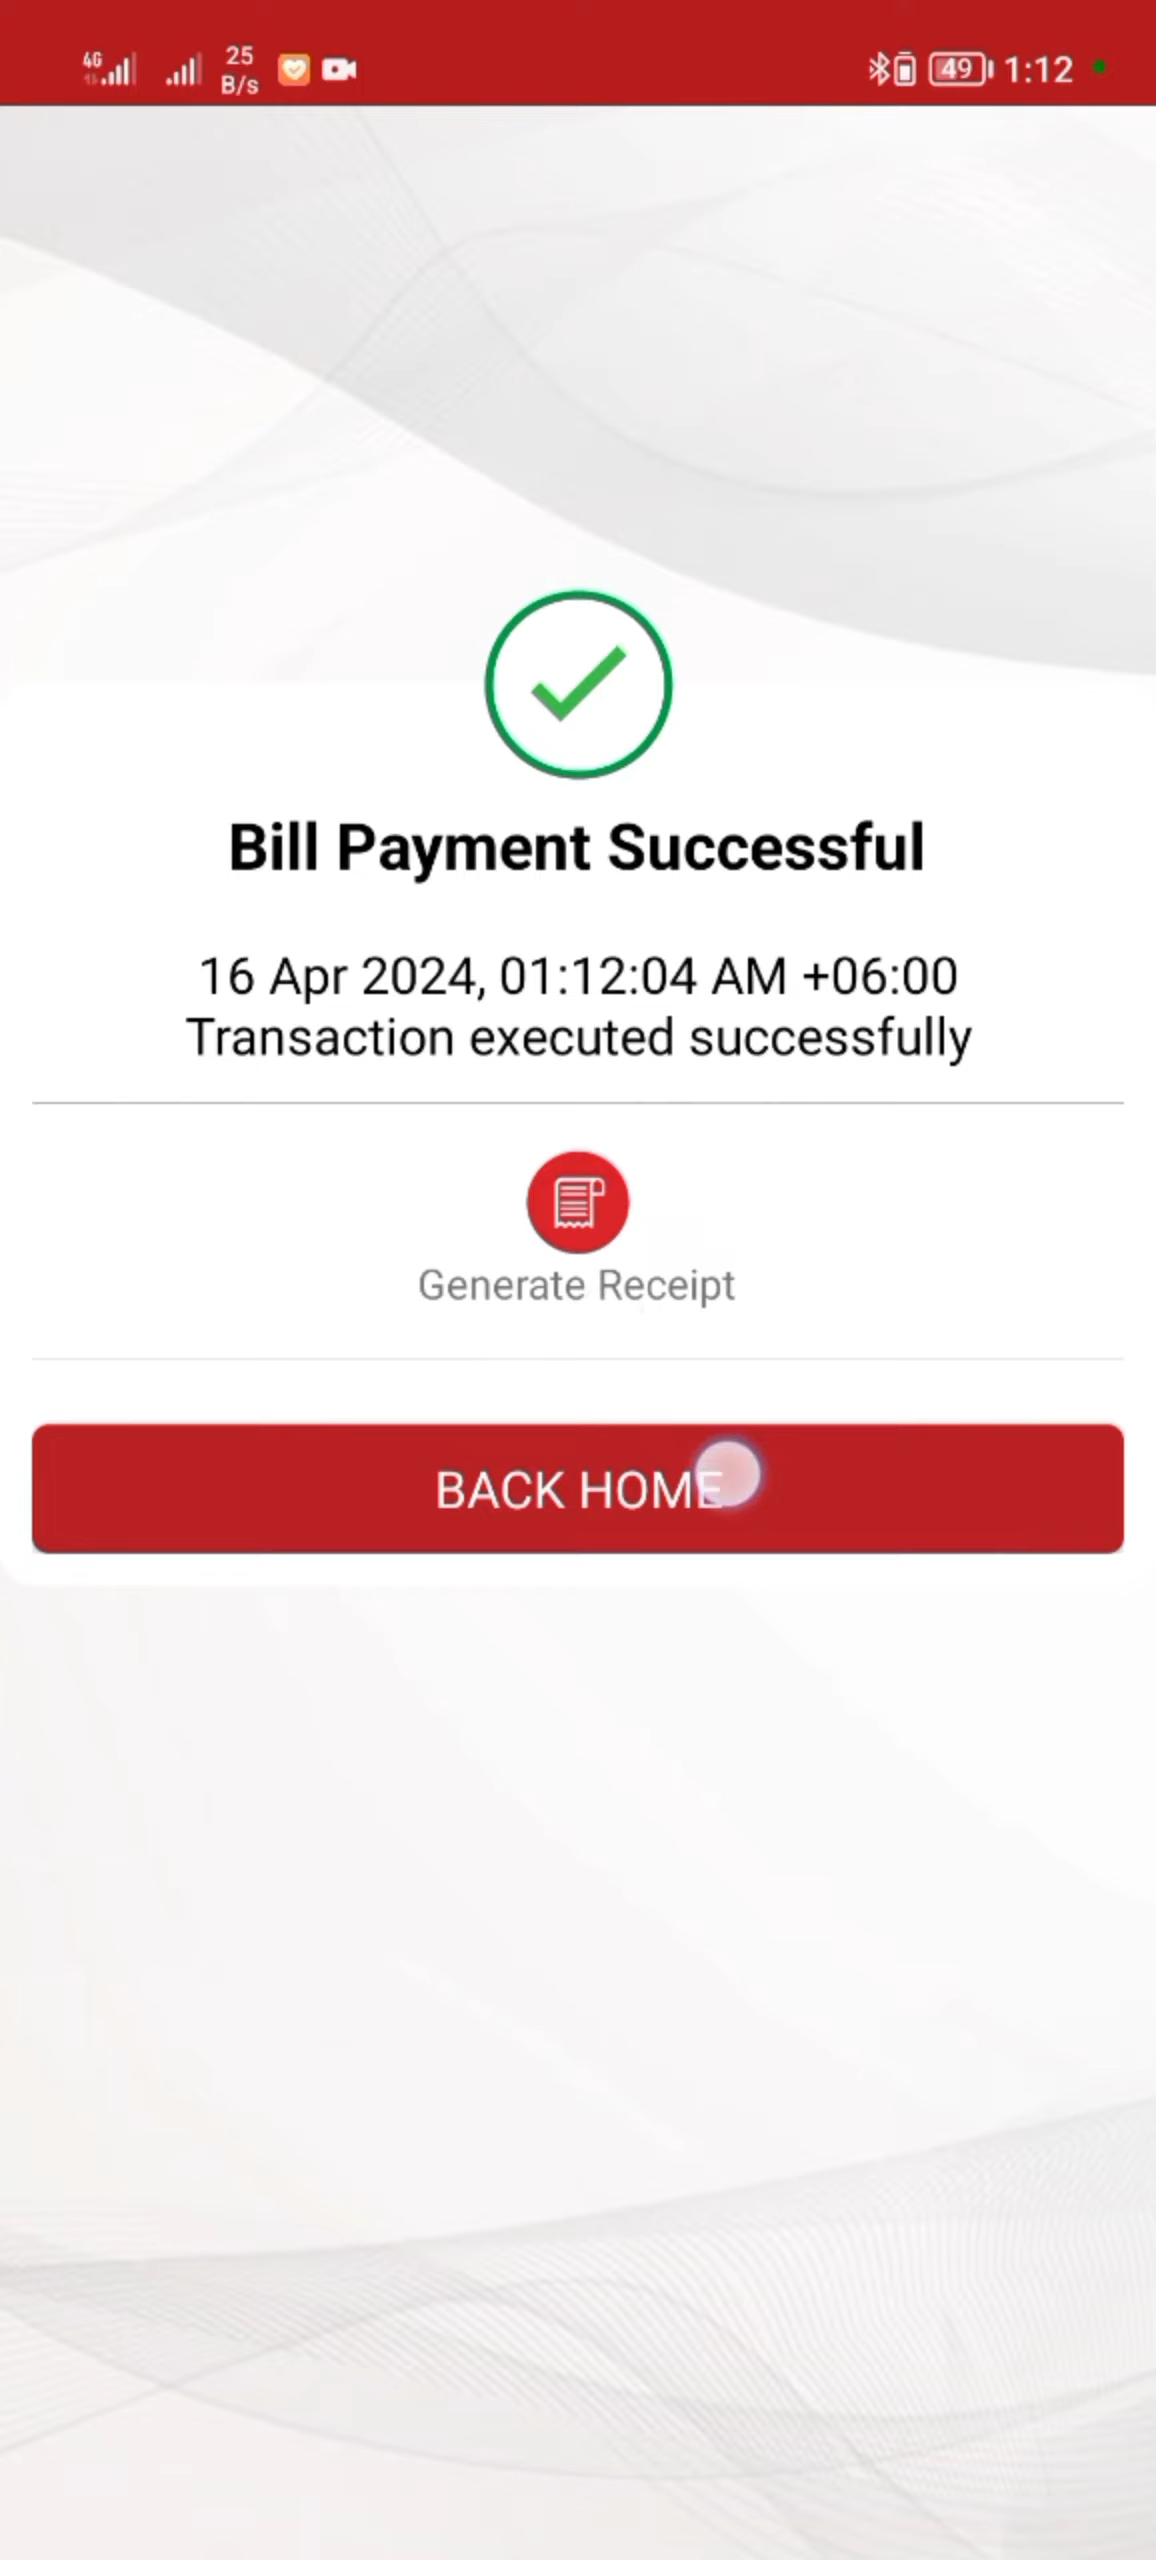 4G
25
B/s
49
1:12
Bill Payment Successful
16 Apr 2024, 01:12:04 AM +06:00
Transaction executed successfully
Generate Receipt
BACK HOME